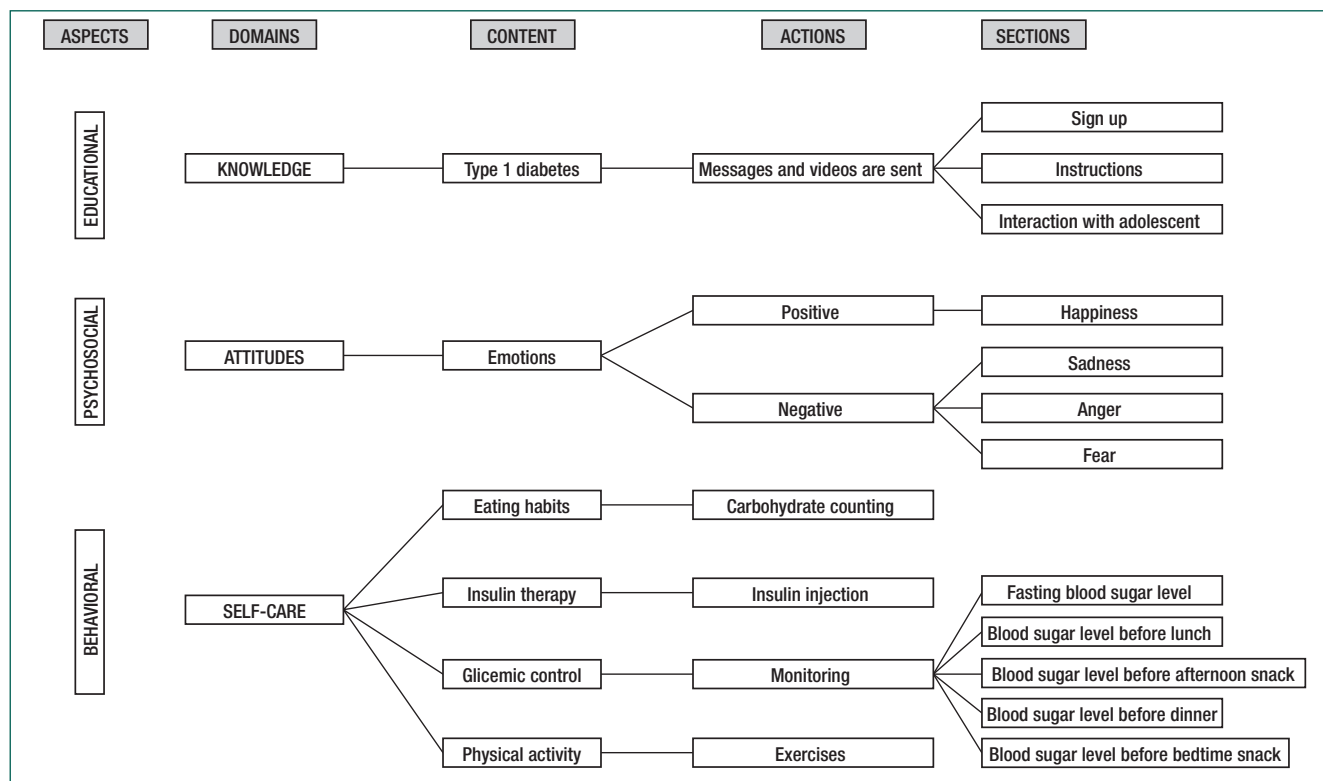 ASPECTS DOMAINS CONTENT ACTIONS SECTIONS
EDUCATIONAL
KNOWLEDGE
Type 1 diabetes
Messages and videos are sent
Sign up
Instructions
Interaction with adolescent
PSYCHOSOCIAL
ATTITUDES
Emotions
Positive
Happiness
Negative
Sadness
Anger
Fear
BEHAVIORAL
SELF-CARE
Eating habits
Carbohydrate counting
Insulin therapy
Insulin injection
Glicemic control
Monitoring
Fasting blood sugar level
Blood sugar level before lunch
Blood sugar level before afternoon snack
Blood sugar level before dinner
Blood sugar level before bedtime snack
Physical activity
Exercises